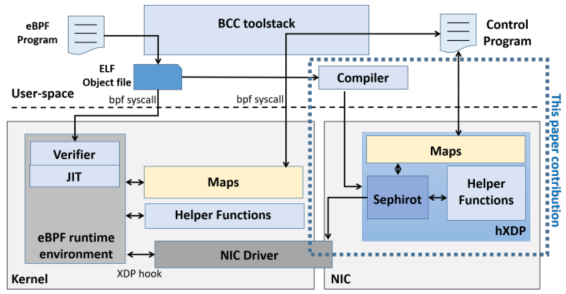 eBPF
Program
BCC toolstack
Control
Program
ELF
Object file
Compiler
User-space
bpf syscall
bpf syscall
This paper contribution
Verifier
JIT
eBPF runtime
environment
Maps
Helper Functions
NIC Driver
XDP hook
Kernel
Maps
Sephirot
Helper
Functions
hXDP
NIC